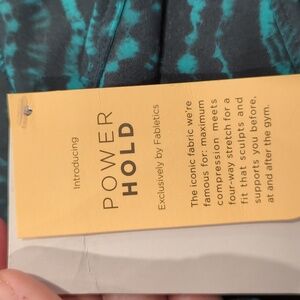 Introducing
POWER
HOLD
Exclusively by Fabletics
The iconic fabric we're
famous for: maximum
compression meets
four-way stretch for a
fit that sculpts and
supports you before,
at and after the gym.